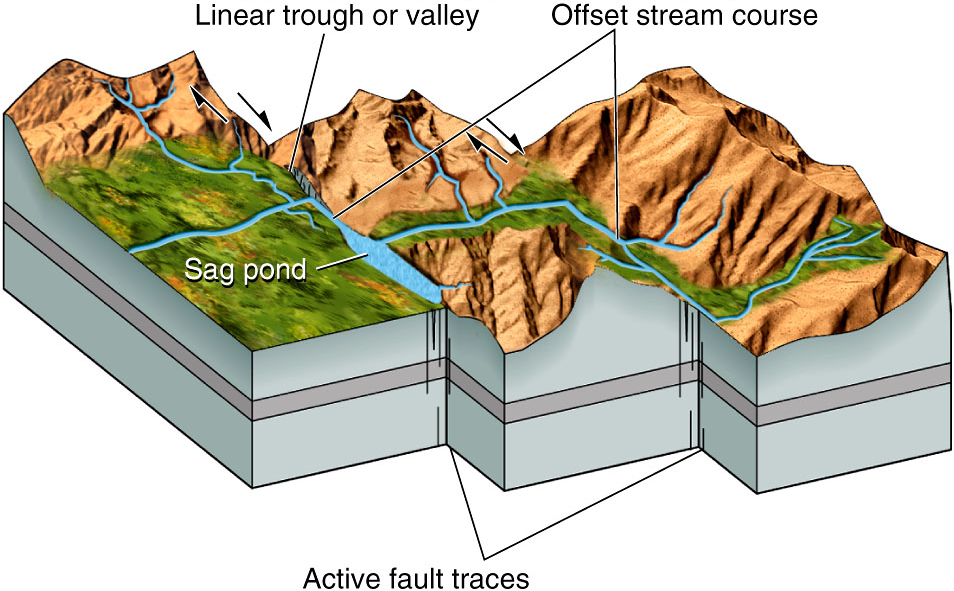 Linear trough or valley
Offset stream course
Sag pond
Active fault traces